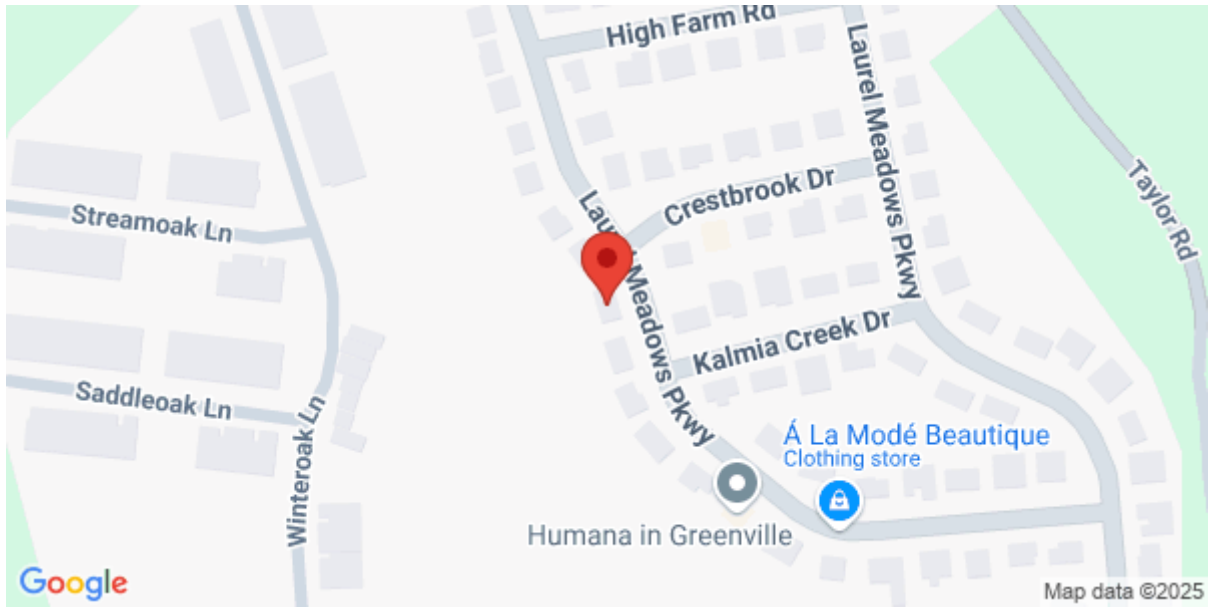 High Farm Rd
Laurel Meadows Pkwy
Taylor Rd
Crestbrook Dr
Streamoak Ln
Meadows Pkwy
Kalmia Creek Dr
Saddleoak Ln
Winteroak Ln
Á La Modé Beautique
Clothing store
Humana in Greenville
Google
Map data ©2025